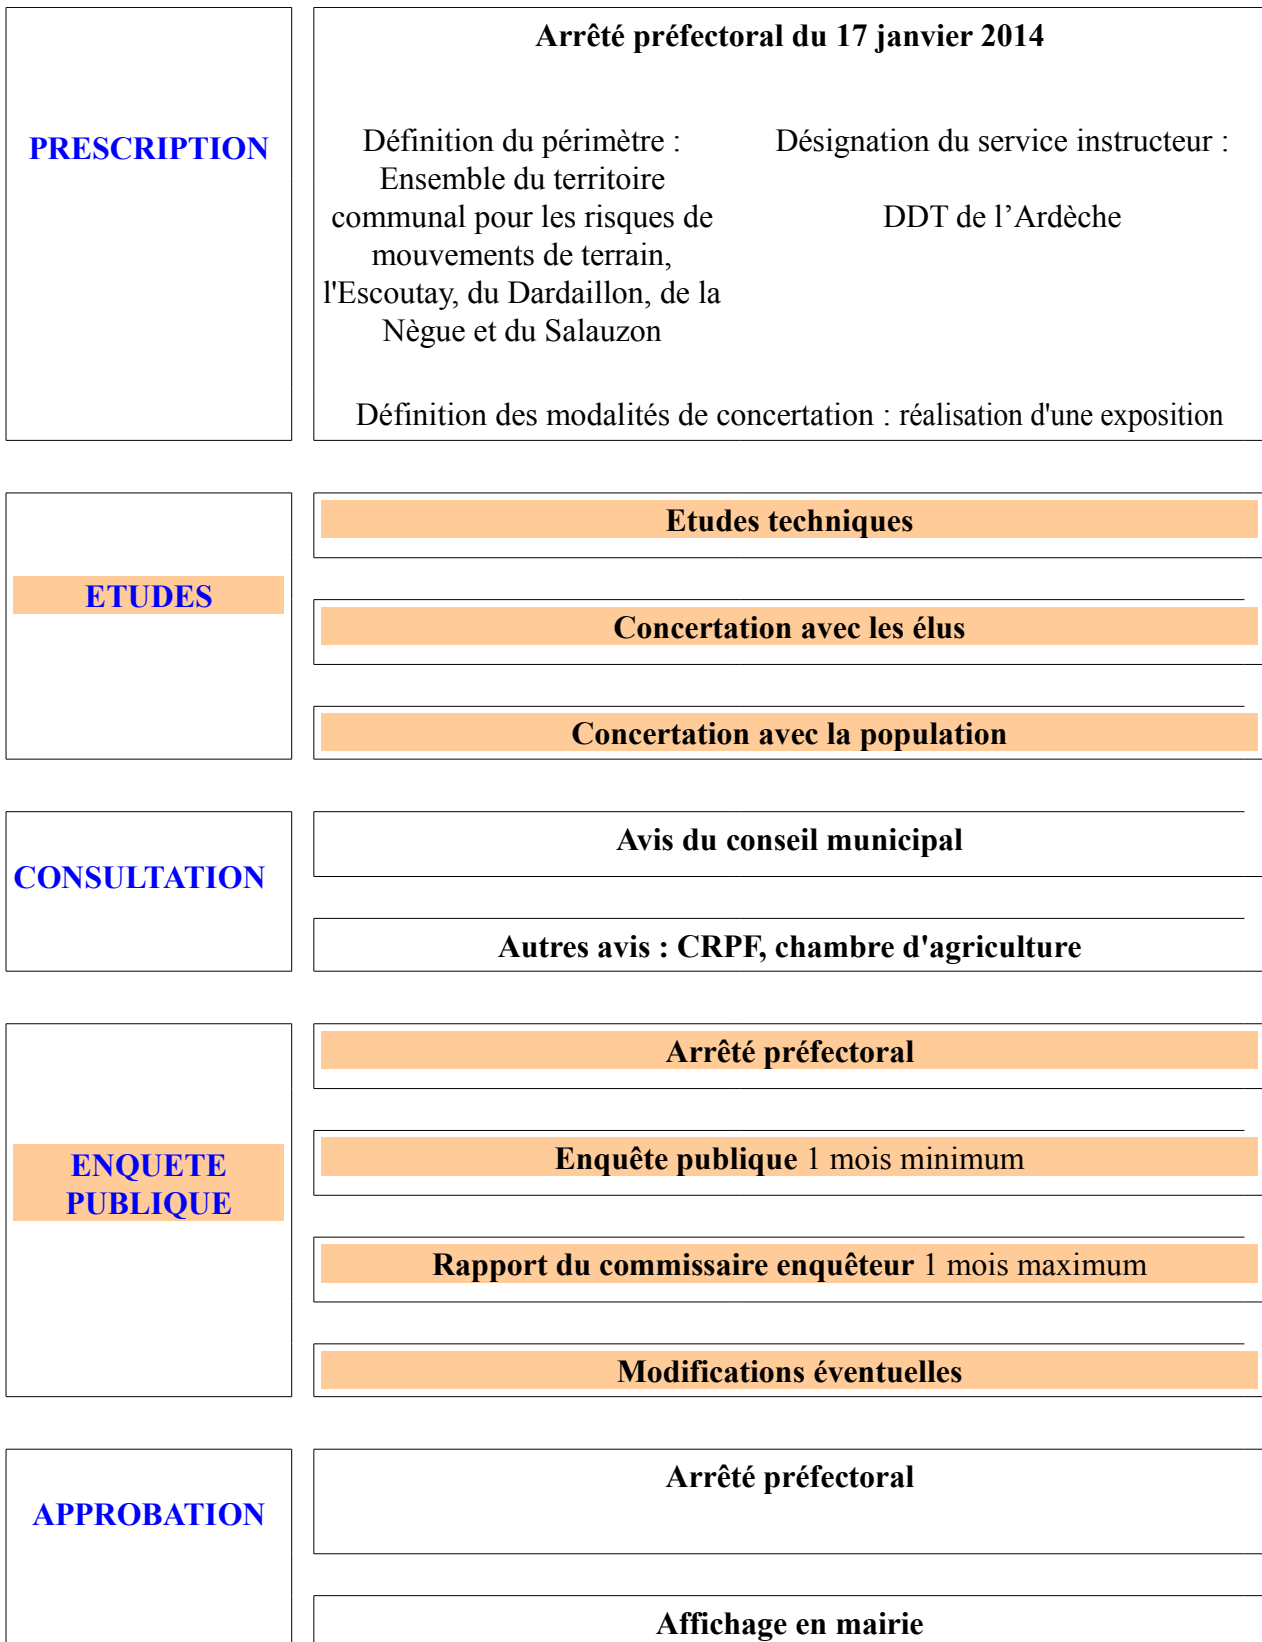 Arrêté préfectoral du 17 janvier 2014
PRESCRIPTION
Définition du périmètre :
Ensemble du territoire
communal pour les risques de
mouvements de terrain,
l'Escoutay, du Dardaillon, de la
Nègue et du Salauzon
Désignation du service instructeur :
DDT de l’Ardèche
Définition des modalités de concertation : réalisation d'une exposition
ETUDES
Etudes techniques
Concertation avec les élus
Concertation avec la population
CONSULTATION
Avis du conseil municipal
Autres avis : CRPF, chambre d'agriculture
ENQUETE
PUBLIQUE
Arrêté préfectoral
Enquête publique 1 mois minimum
Rapport du commissaire enquêteur 1 mois maximum
Modifications éventuelles
APPROBATION
Arrêté préfectoral
Affichage en mairie